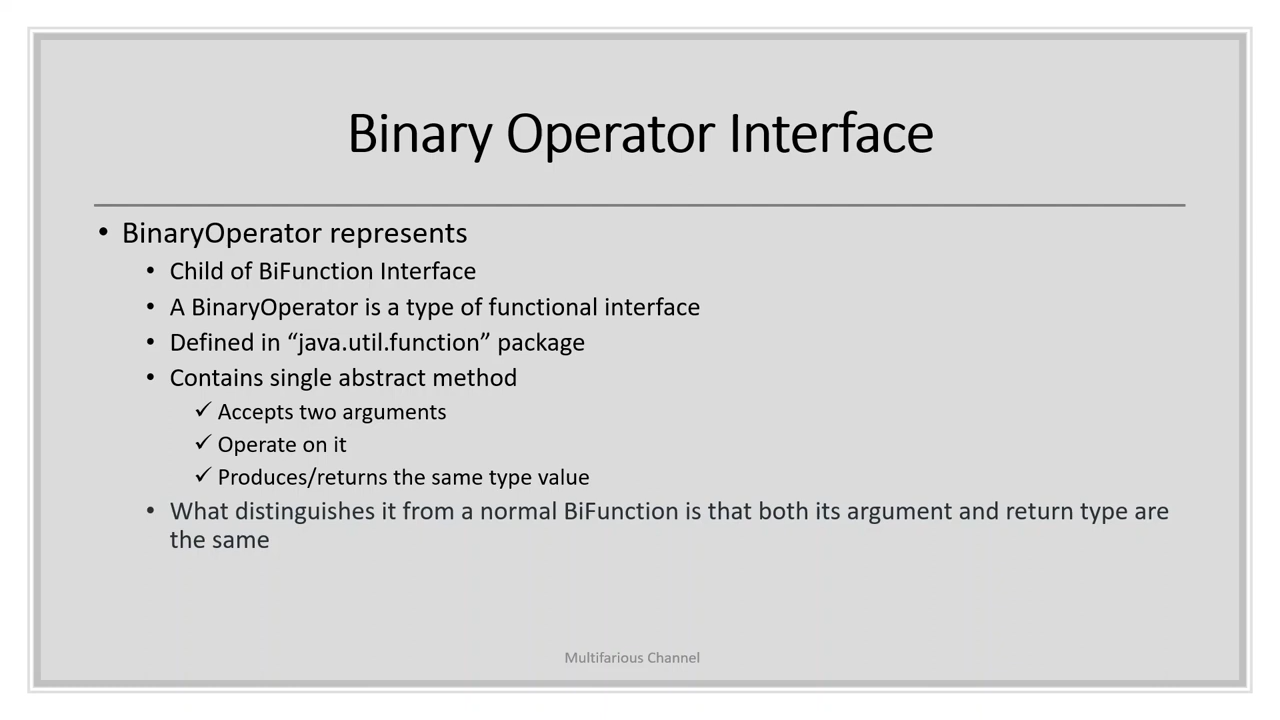 Binary Operator Interface
• BinaryOperator represents
• Child of BiFunction Interface
• A BinaryOperator is a type of functional interface
• Defined in “java.util.function” package
• Contains single abstract method
✓ Accepts two arguments
✓ Operate on it
✓ Produces/returns the same type value
• What distinguishes it from a normal BiFunction is that both its argument and return type are
the same
Multifarious Channel